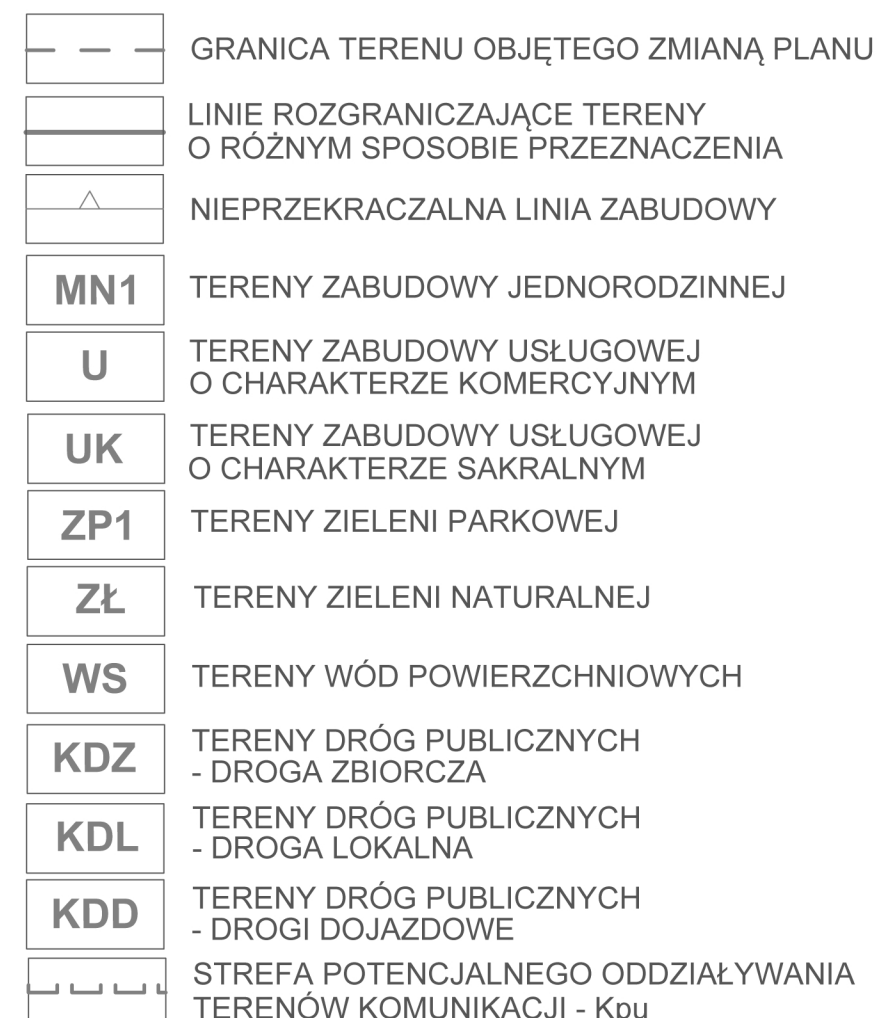 GRANICA TERENU OBJĘTEGO ZMIANĄ PLANU
LINIE ROZGRANICZAJĄCE TERENY
O RÓŻNYM SPOSOBIE PRZEZNACZENIA
NIEPRZEKRACZALNA LINIA ZABUDOWY
MN1 TERENY ZABUDOWY JEDNORODZINNEJ
U TERENY ZABUDOWY USŁUGOWEJ
O CHARAKTERZE KOMERCYJNYM
UK TERENY ZABUDOWY USŁUGOWEJ
O CHARAKTERZE SAKRALNYM
ZP1 TERENY ZIELENI PARKOWEJ
ZŁ TERENY ZIELENI NATURALNEJ
WS TERENY WÓD POWIERZCHNIOWYCH
KDZ TERENY DRÓG PUBLICZNYCH
- DROGA ZBIORCZA
KDL TERENY DRÓG PUBLICZNYCH
- DROGA LOKALNA
KDD TERENY DRÓG PUBLICZNYCH
- DROGI DOJAZDOWE
STREFA POTENCJALNEGO ODDZIAŁYWANIA
TERENÓW KOMUNIKACJI - Kpu